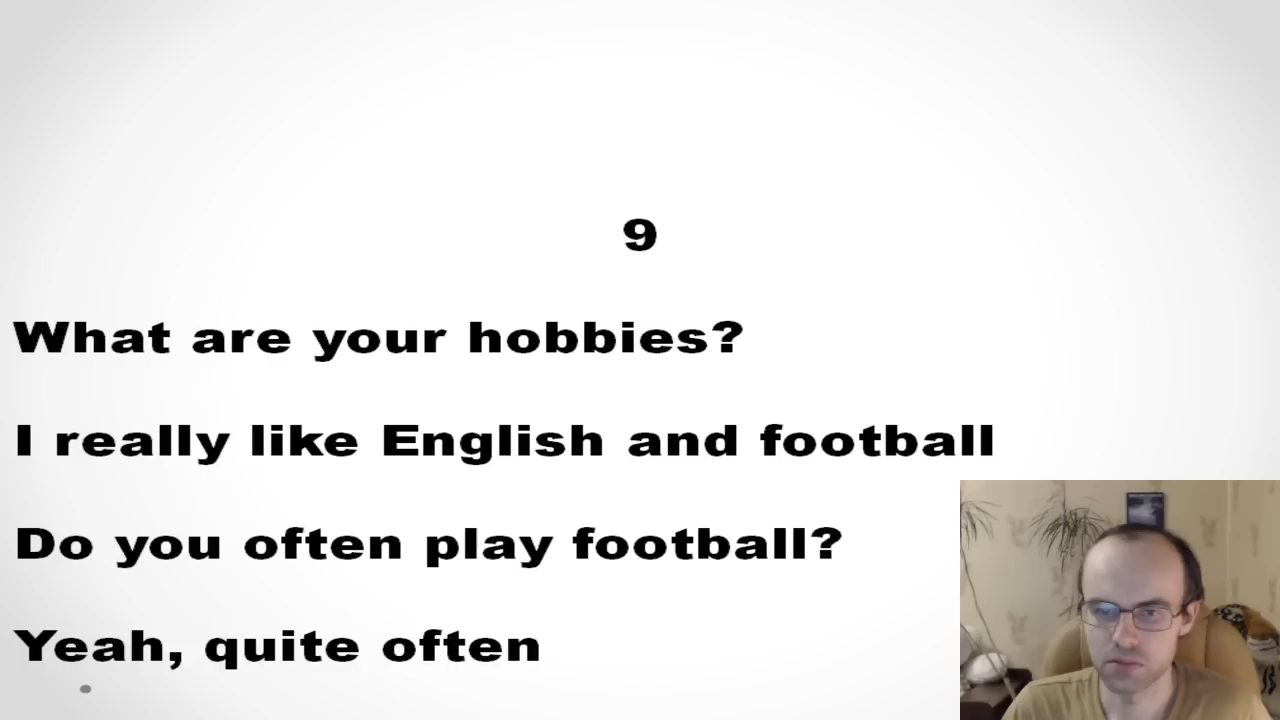 9
What are your hobbies?
I really like English and football
Do you often play football?
Yeah, quite often